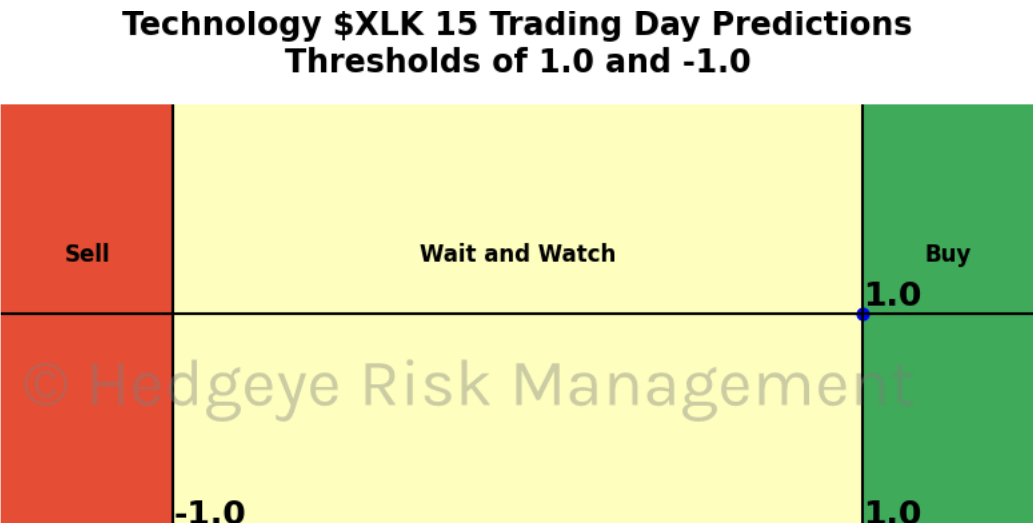 Technology $XLK 15 Trading Day Predictions
Thresholds of 1.0 and -1.0
Sell
Wait and Watch
Buy
1.0
© Hedgeye Risk Management
-1.0
1.0